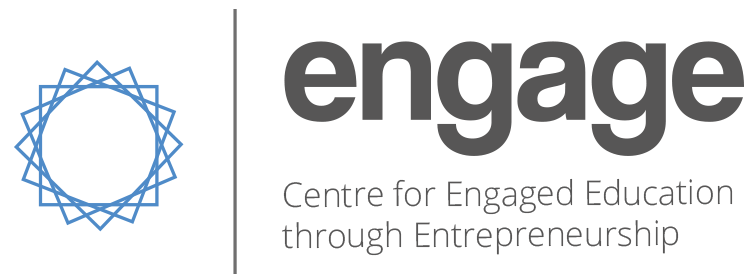 engage
Centre for Engaged Education
through Entrepreneurship